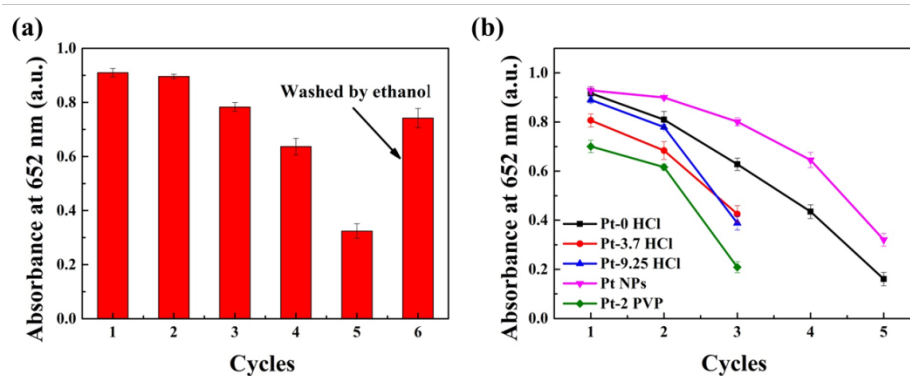 (a)
Absorbance at 652 nm (a.u.)
1.0
0.8
0.6
0.4
0.2
0.0
Washed by ethanol
1 2 3 4 5 6
Cycles
(b)
Absorbance at 652 nm (a.u.)
1.0
0.8
0.6
0.4
0.2
0.0
Pt-0 HCl
Pt-3.7 HCl
Pt-9.25 HCl
Pt NPs
Pt-2 PVP
1 2 3 4 5
Cycles